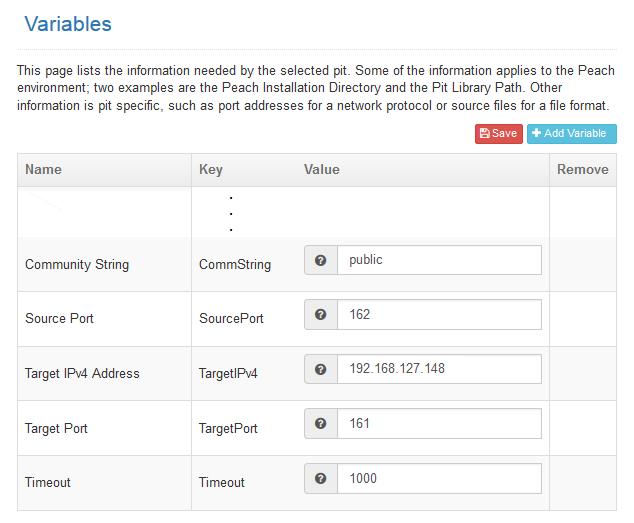 Variables
This page lists the information needed by the selected pit. Some of the information applies to the Peach
environment; two examples are the Peach Installation Directory and the Pit Library Path. Other
information is pit specific, such as port addresses for a network protocol or source files for a file format.
Save + Add Variable
Name Key Value Remove
Community String CommString public
Source Port SourcePort 162
Target IPv4 Address TargetIPv4 192.168.127.148
Target Port TargetPort 161
Timeout Timeout 1000